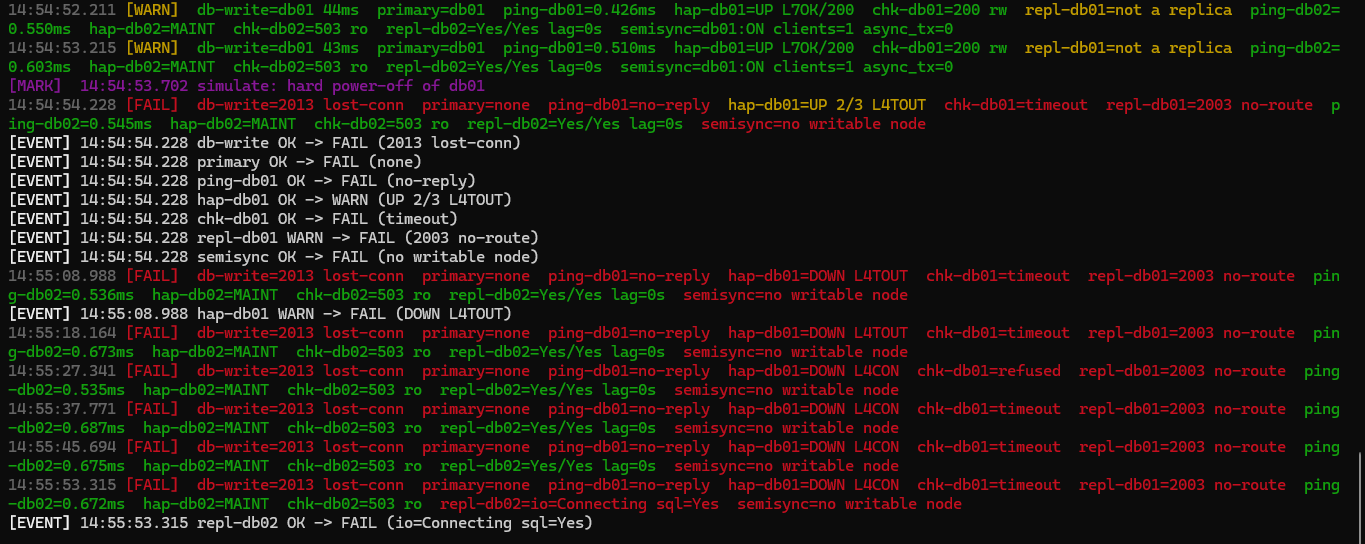 14:54:52.211 [WARN]  db-write=db01 44ms  primary=db01  ping-db01=0.426ms  hap-db01=UP L7OK/200  chk-db01=200 rw  repl-db01=not a replica  ping-db02=
0.550ms  hap-db02=MAINT  chk-db02=503 ro  repl-db02=Yes/Yes lag=0s  semisync=db01:ON clients=1 async_tx=0
14:54:53.215 [WARN]  db-write=db01 43ms  primary=db01  ping-db01=0.510ms  hap-db01=UP L7OK/200  chk-db01=200 rw  repl-db01=not a replica  ping-db02=
0.603ms  hap-db02=MAINT  chk-db02=503 ro  repl-db02=Yes/Yes lag=0s  semisync=db01:ON clients=1 async_tx=0
[MARK]  14:54:53.702 simulate: hard power-off of db01
14:54:54.228 [FAIL]  db-write=2013 lost-conn  primary=none  ping-db01=no-reply  hap-db01=UP 2/3 L4TOUT  chk-db01=timeout  repl-db01=2003 no-route  p
ing-db02=0.545ms  hap-db02=MAINT  chk-db02=503 ro  repl-db02=Yes/Yes lag=0s  semisync=no writable node
[EVENT] 14:54:54.228 db-write OK -> FAIL (2013 lost-conn)
[EVENT] 14:54:54.228 primary OK -> FAIL (none)
[EVENT] 14:54:54.228 ping-db01 OK -> FAIL (no-reply)
[EVENT] 14:54:54.228 hap-db01 OK -> WARN (UP 2/3 L4TOUT)
[EVENT] 14:54:54.228 chk-db01 OK -> FAIL (timeout)
[EVENT] 14:54:54.228 repl-db01 WARN -> FAIL (2003 no-route)
[EVENT] 14:54:54.228 semisync OK -> FAIL (no writable node)
14:55:08.988 [FAIL]  db-write=2013 lost-conn  primary=none  ping-db01=no-reply  hap-db01=DOWN L4TOUT  chk-db01=timeout  repl-db01=2003 no-route  pin
g-db02=0.536ms  hap-db02=MAINT  chk-db02=503 ro  repl-db02=Yes/Yes lag=0s  semisync=no writable node
[EVENT] 14:55:08.988 hap-db01 WARN -> FAIL (DOWN L4TOUT)
14:55:18.164 [FAIL]  db-write=2013 lost-conn  primary=none  ping-db01=no-reply  hap-db01=DOWN L4TOUT  chk-db01=timeout  repl-db01=2003 no-route  pin
g-db02=0.673ms  hap-db02=MAINT  chk-db02=503 ro  repl-db02=Yes/Yes lag=0s  semisync=no writable node
14:55:27.341 [FAIL]  db-write=2013 lost-conn  primary=none  ping-db01=no-reply  hap-db01=DOWN L4CON  chk-db01=refused  repl-db01=2003 no-route  ping
-db02=0.535ms  hap-db02=MAINT  chk-db02=503 ro  repl-db02=Yes/Yes lag=0s  semisync=no writable node
14:55:37.771 [FAIL]  db-write=2013 lost-conn  primary=none  ping-db01=no-reply  hap-db01=DOWN L4CON  chk-db01=timeout  repl-db01=2003 no-route  ping
-db02=0.687ms  hap-db02=MAINT  chk-db02=503 ro  repl-db02=Yes/Yes lag=0s  semisync=no writable node
14:55:45.694 [FAIL]  db-write=2013 lost-conn  primary=none  ping-db01=no-reply  hap-db01=DOWN L4CON  chk-db01=timeout  repl-db01=2003 no-route  ping
-db02=0.675ms  hap-db02=MAINT  chk-db02=503 ro  repl-db02=Yes/Yes lag=0s  semisync=no writable node
14:55:53.315 [FAIL]  db-write=2013 lost-conn  primary=none  ping-db01=no-reply  hap-db01=DOWN L4CON  chk-db01=timeout  repl-db01=2003 no-route  ping
-db02=0.672ms  hap-db02=MAINT  chk-db02=503 ro  repl-db02=io=Connecting sql=Yes  semisync=no writable node
[EVENT] 14:55:53.315 repl-db02 OK -> FAIL (io=Connecting sql=Yes)